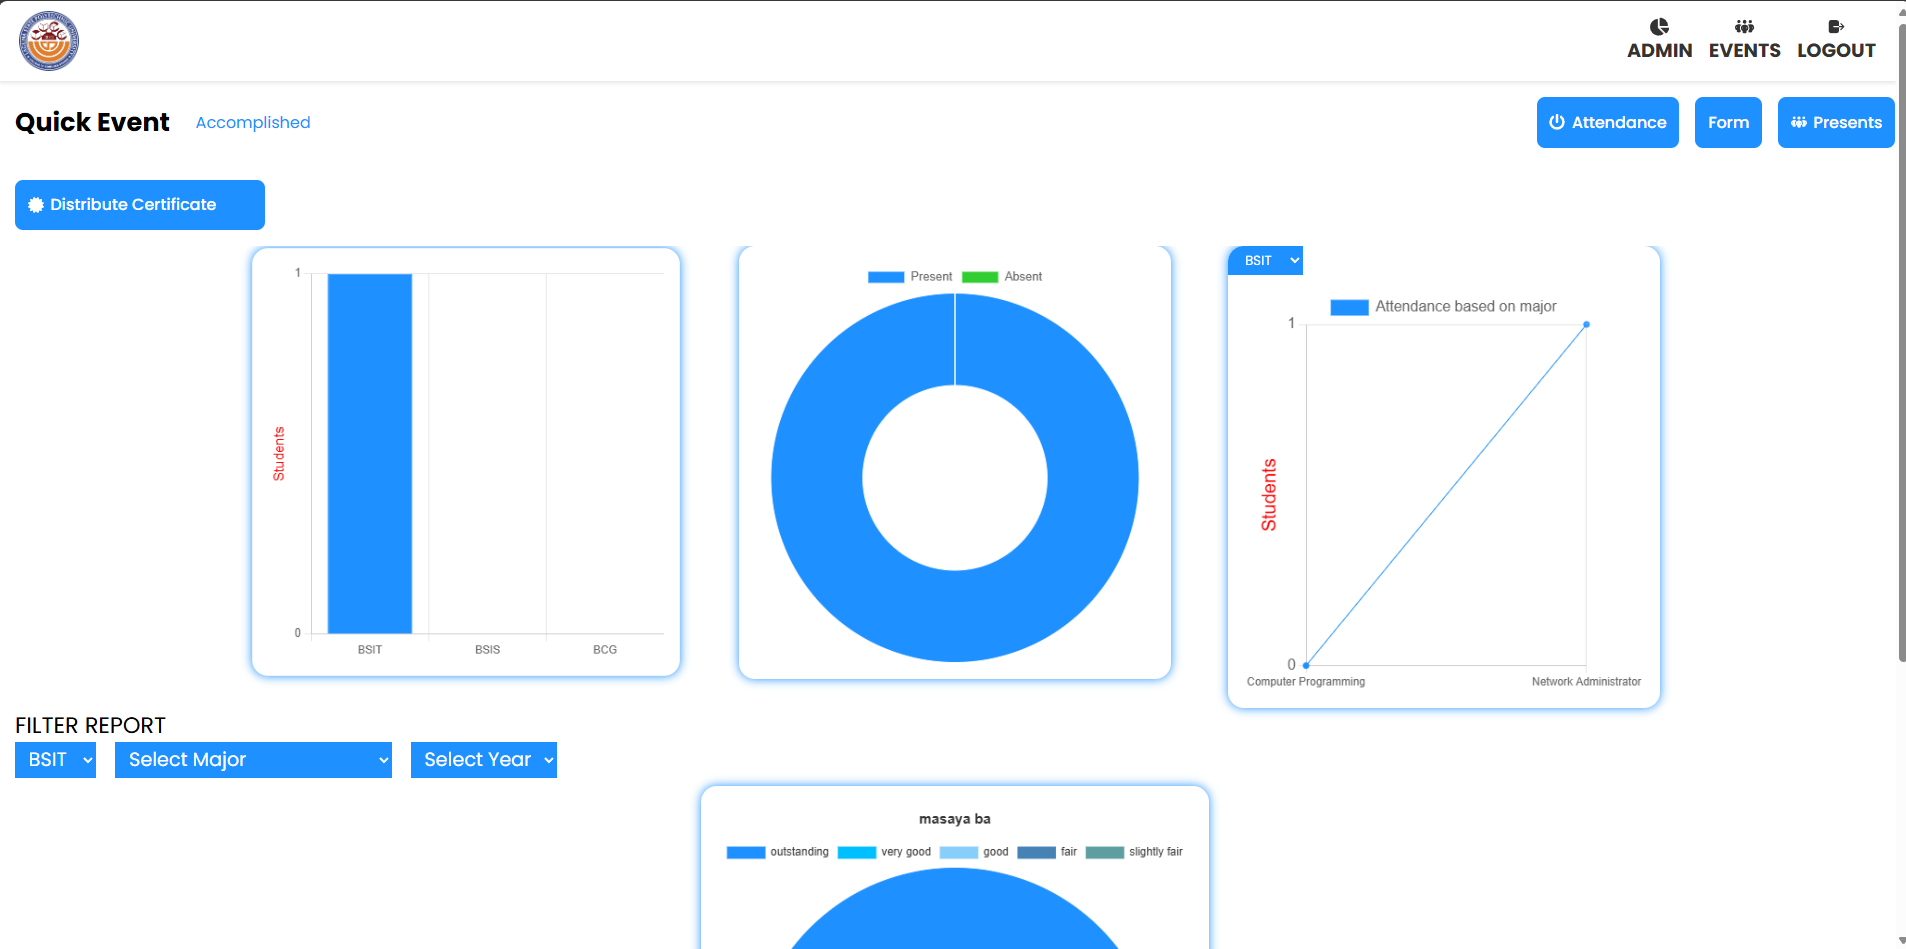 ADMIN
EVENTS
LOGOUT
Quick Event
Accomplished
Attendance
Form
Presents
Distribute Certificate
1
Students
0
BSIT
BSIS
BCG
Present
Absent
BSIT
Attendance based on major
1
Students
0
Computer Programming
Network Administrator
FILTER REPORT
BSIT
Select Major
Select Year
masaya ba
outstanding
very good
good
fair
slightly fair